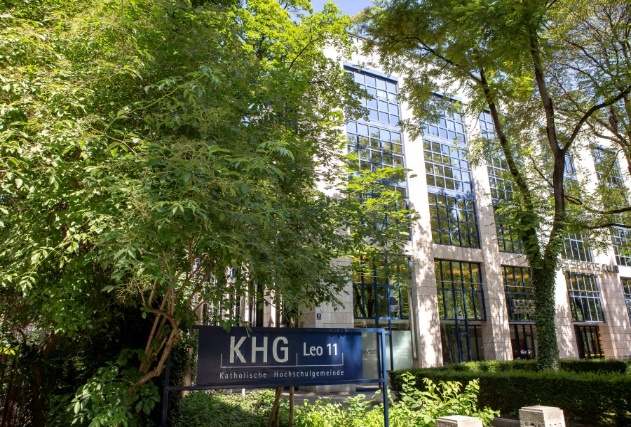 KHG Leo 11
Katholische Hochschulgemeinde